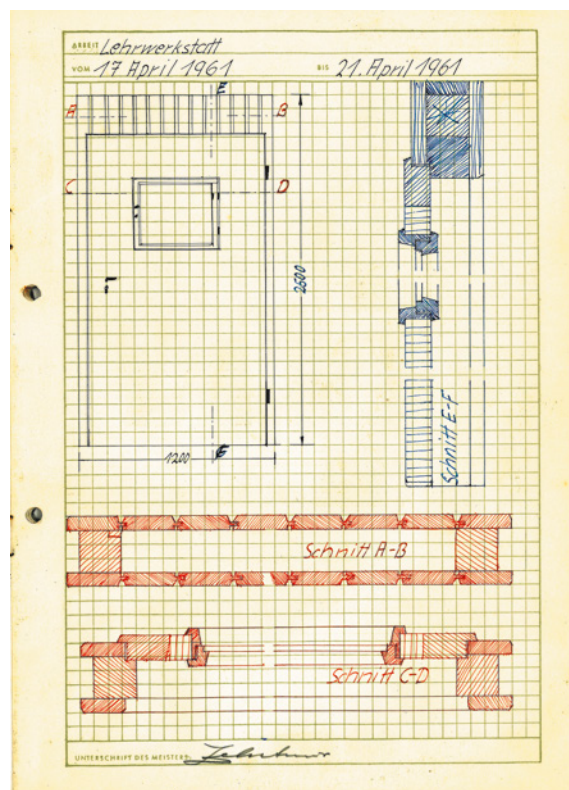 ARBEIT Lehrwerkstatt
VOM 17 April 1961 BIS 21. April 1961
E
A B
C D
2600
1200 E
Schnitt E-F
Schnitt A-B
Schnitt C-D
UNTERSCHRIFT DES MEISTERS: